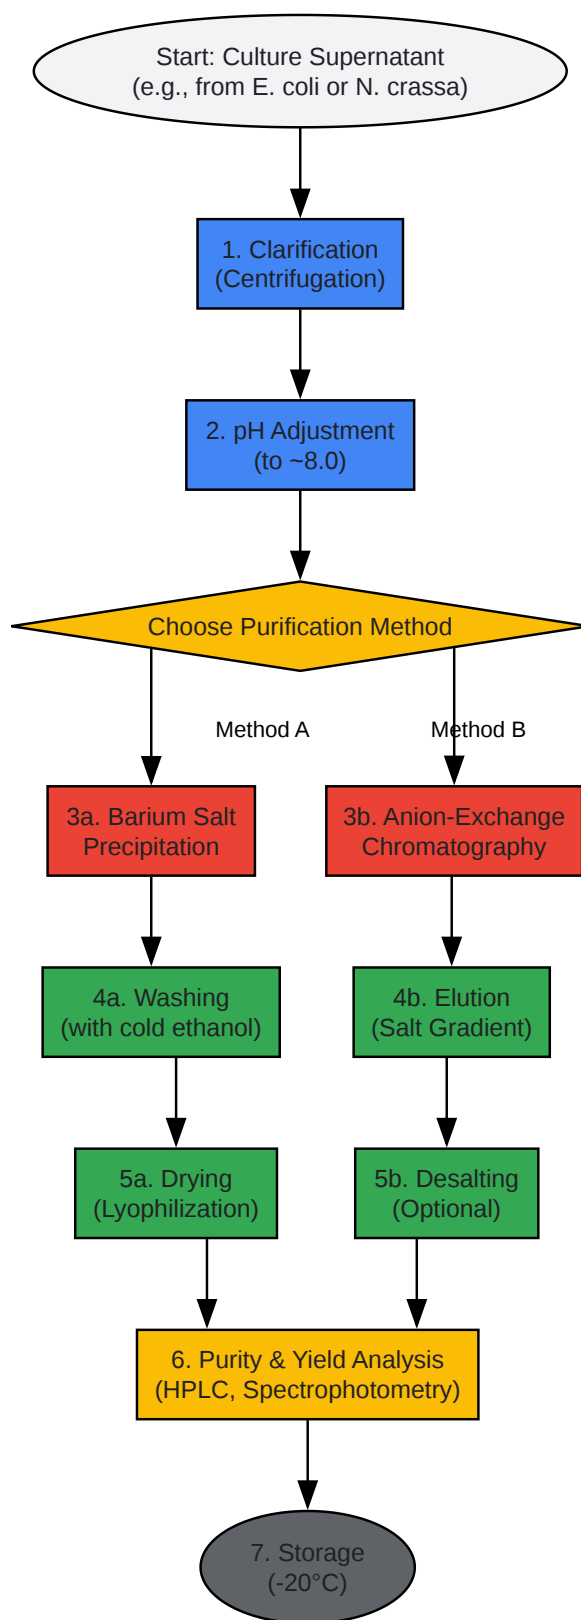 Start: Culture Supernatant
(e.g., from E. coli or N. crassa)
1. Clarification
(Centrifugation)
2. pH Adjustment
(to ~8.0)
Choose Purification Method
Method A
Method B
3a. Barium Salt
Precipitation
3b. Anion-Exchange
Chromatography
4a. Washing
(with cold ethanol)
4b. Elution
(Salt Gradient)
5a. Drying
(Lyophilization)
5b. Desalting
(Optional)
6. Purity & Yield Analysis
(HPLC, Spectrophotometry)
7. Storage
(-20°C)